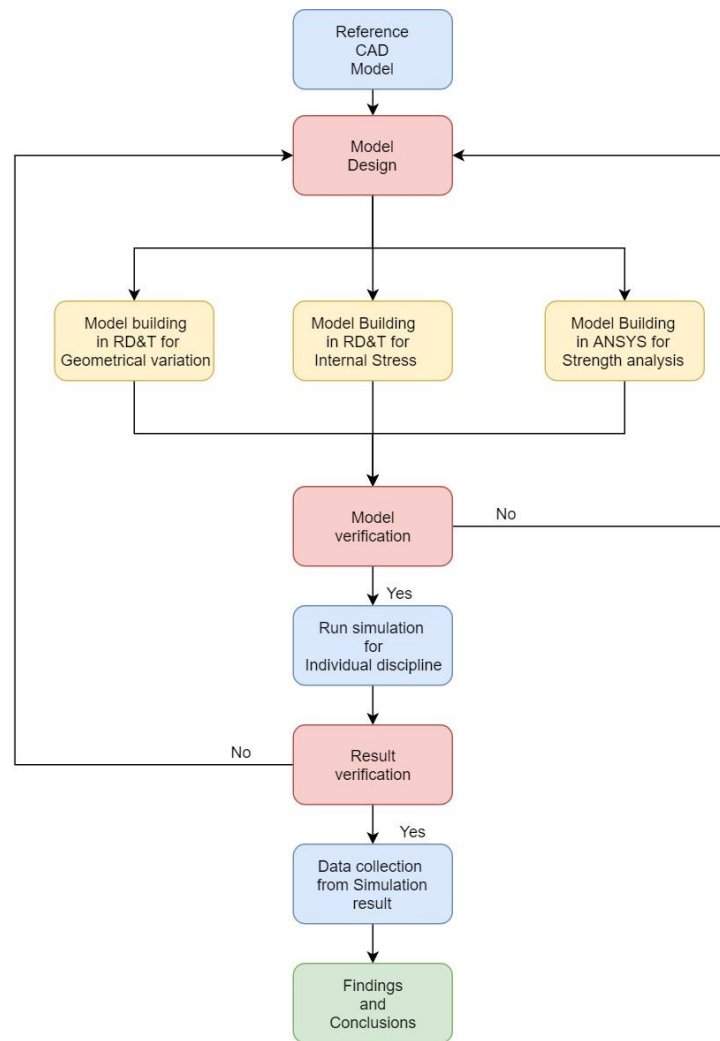 Reference
CAD
Model
Model
Design
Model building
in RD&T for
Geometrical variation
Model Building
in RD&T for
Internal Stress
Model Building
in ANSYS for
Strength analysis
Model
verification
No
Yes
Run simulation
for
Individual discipline
No
Result
verification
Yes
Data collection
from Simulation
result
Findings
and
Conclusions